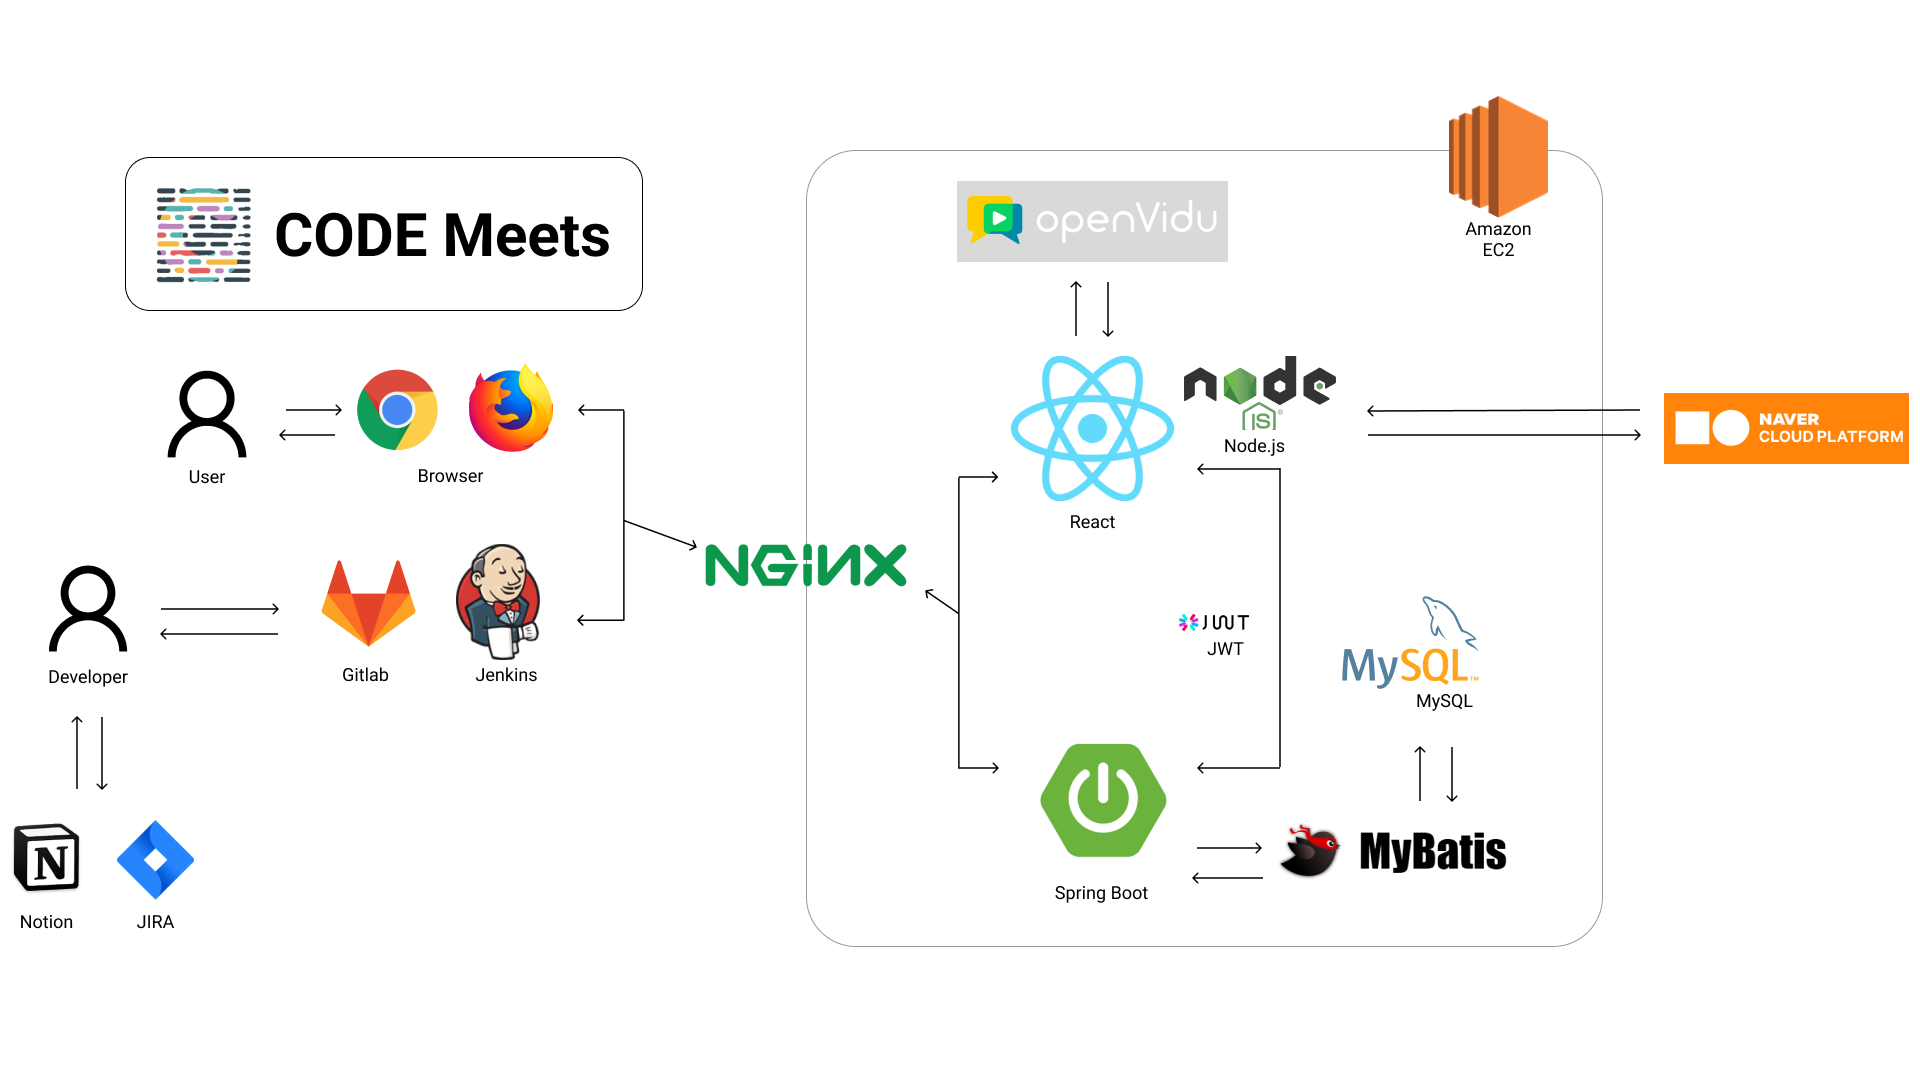 CODE Meets
Amazon
EC2
openVidu
node
JS
®
Node.js
NAVER
CLOUD PLATFORM
User
Browser
React
NGINX
Developer
Gitlab
Jenkins
JWT
JWT
MySQL™
MySQL
N
Notion
JIRA
Spring Boot
MyBatis